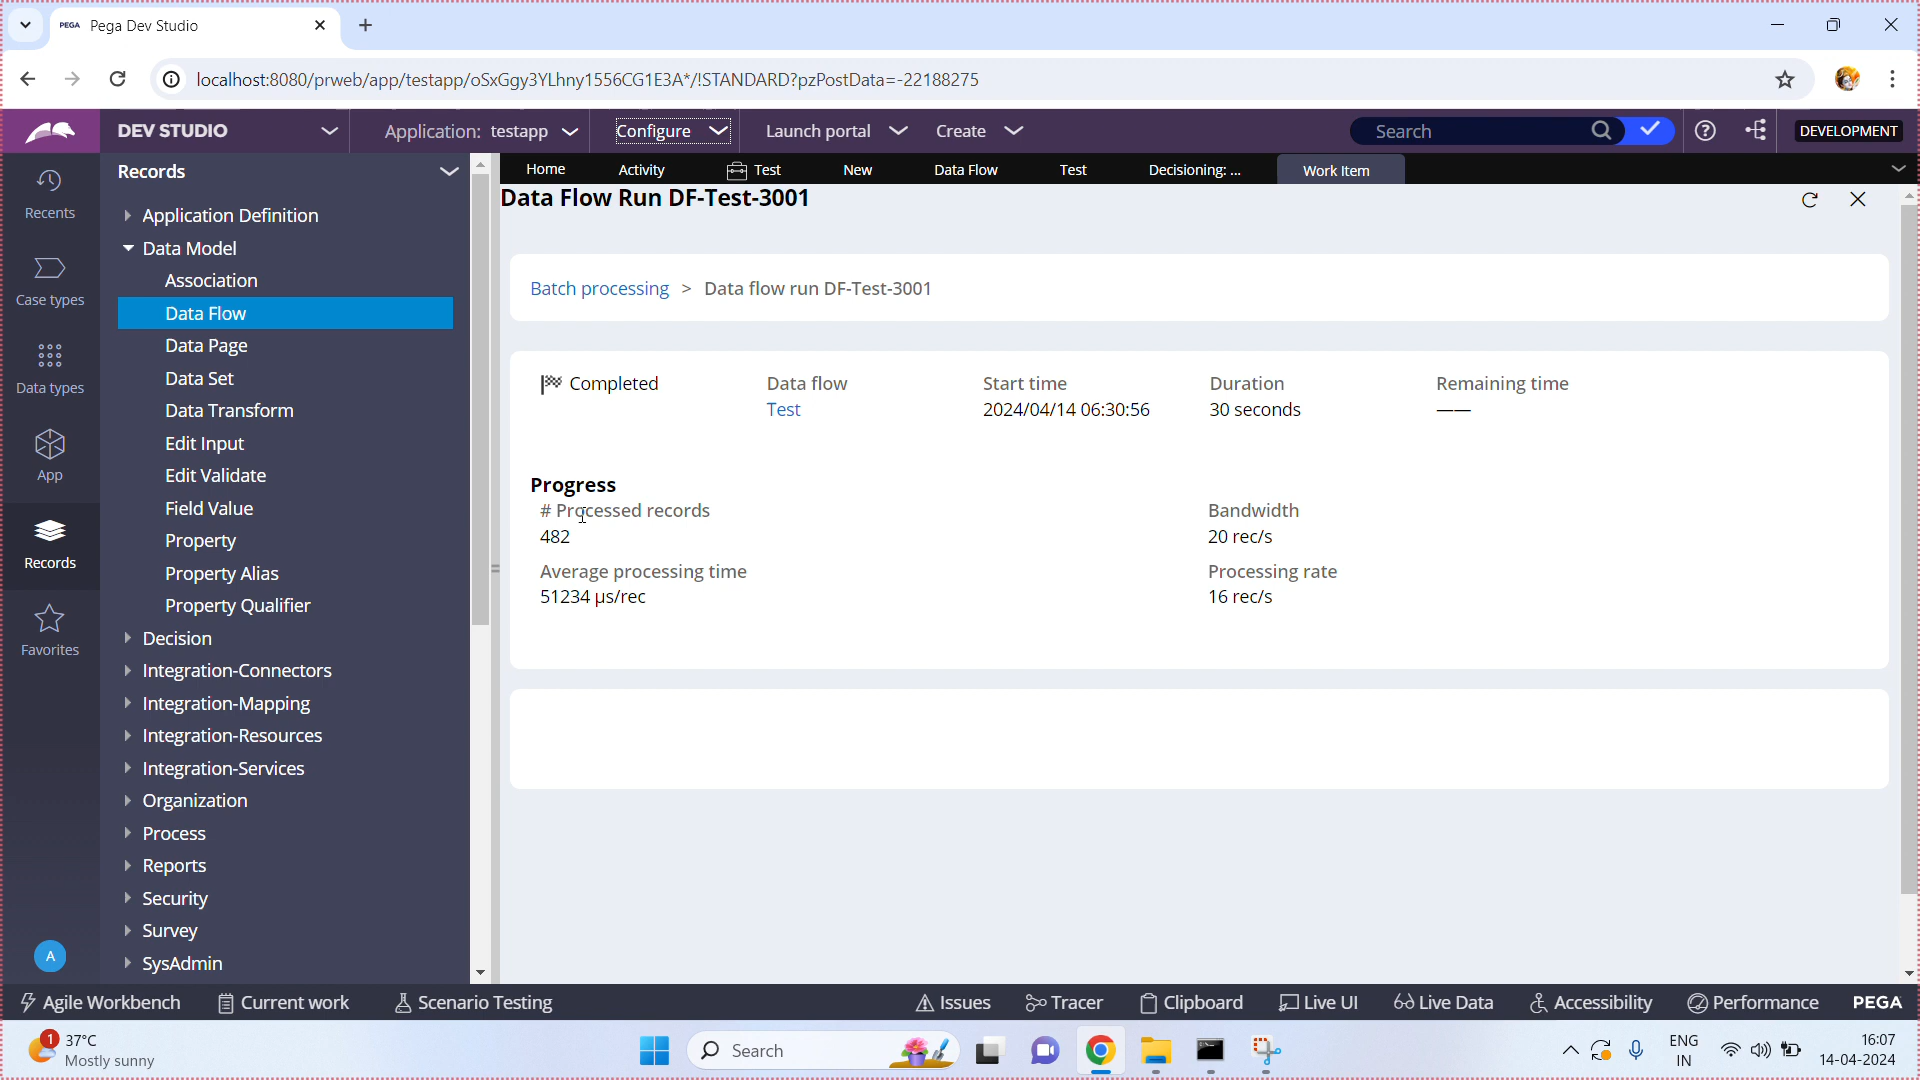 PEGA Pega Dev Studio
localhost:8080/prweb/app/testapp/oSxGgy3YLhny1556CG1E3A*/!STANDARD?pzPostData=-22188275
DEV STUDIO Application: testapp Configure Launch portal Create Search DEVELOPMENT
Home Activity Test New Data Flow Test Decisioning: ... Work Item
Recents
Case types
Data types
App
Records
Favorites
A
Records
Application Definition
Data Model
Association
Data Flow
Data Page
Data Set
Data Transform
Edit Input
Edit Validate
Field Value
Property
Property Alias
Property Qualifier
Decision
Integration-Connectors
Integration-Mapping
Integration-Resources
Integration-Services
Organization
Process
Reports
Security
Survey
SysAdmin
Data Flow Run DF-Test-3001
Batch processing > Data flow run DF-Test-3001
Completed Data flow Start time Duration Remaining time
Test 2024/04/14 06:30:56 30 seconds ——
Progress
# Processed records Bandwidth
482 20 rec/s
Average processing time Processing rate
51234 µs/rec 16 rec/s
Agile Workbench Current work Scenario Testing Issues Tracer Clipboard Live UI Live Data Accessibility Performance PEGA
1 37°C
Mostly sunny
Search
ENG
IN
16:07
14-04-2024